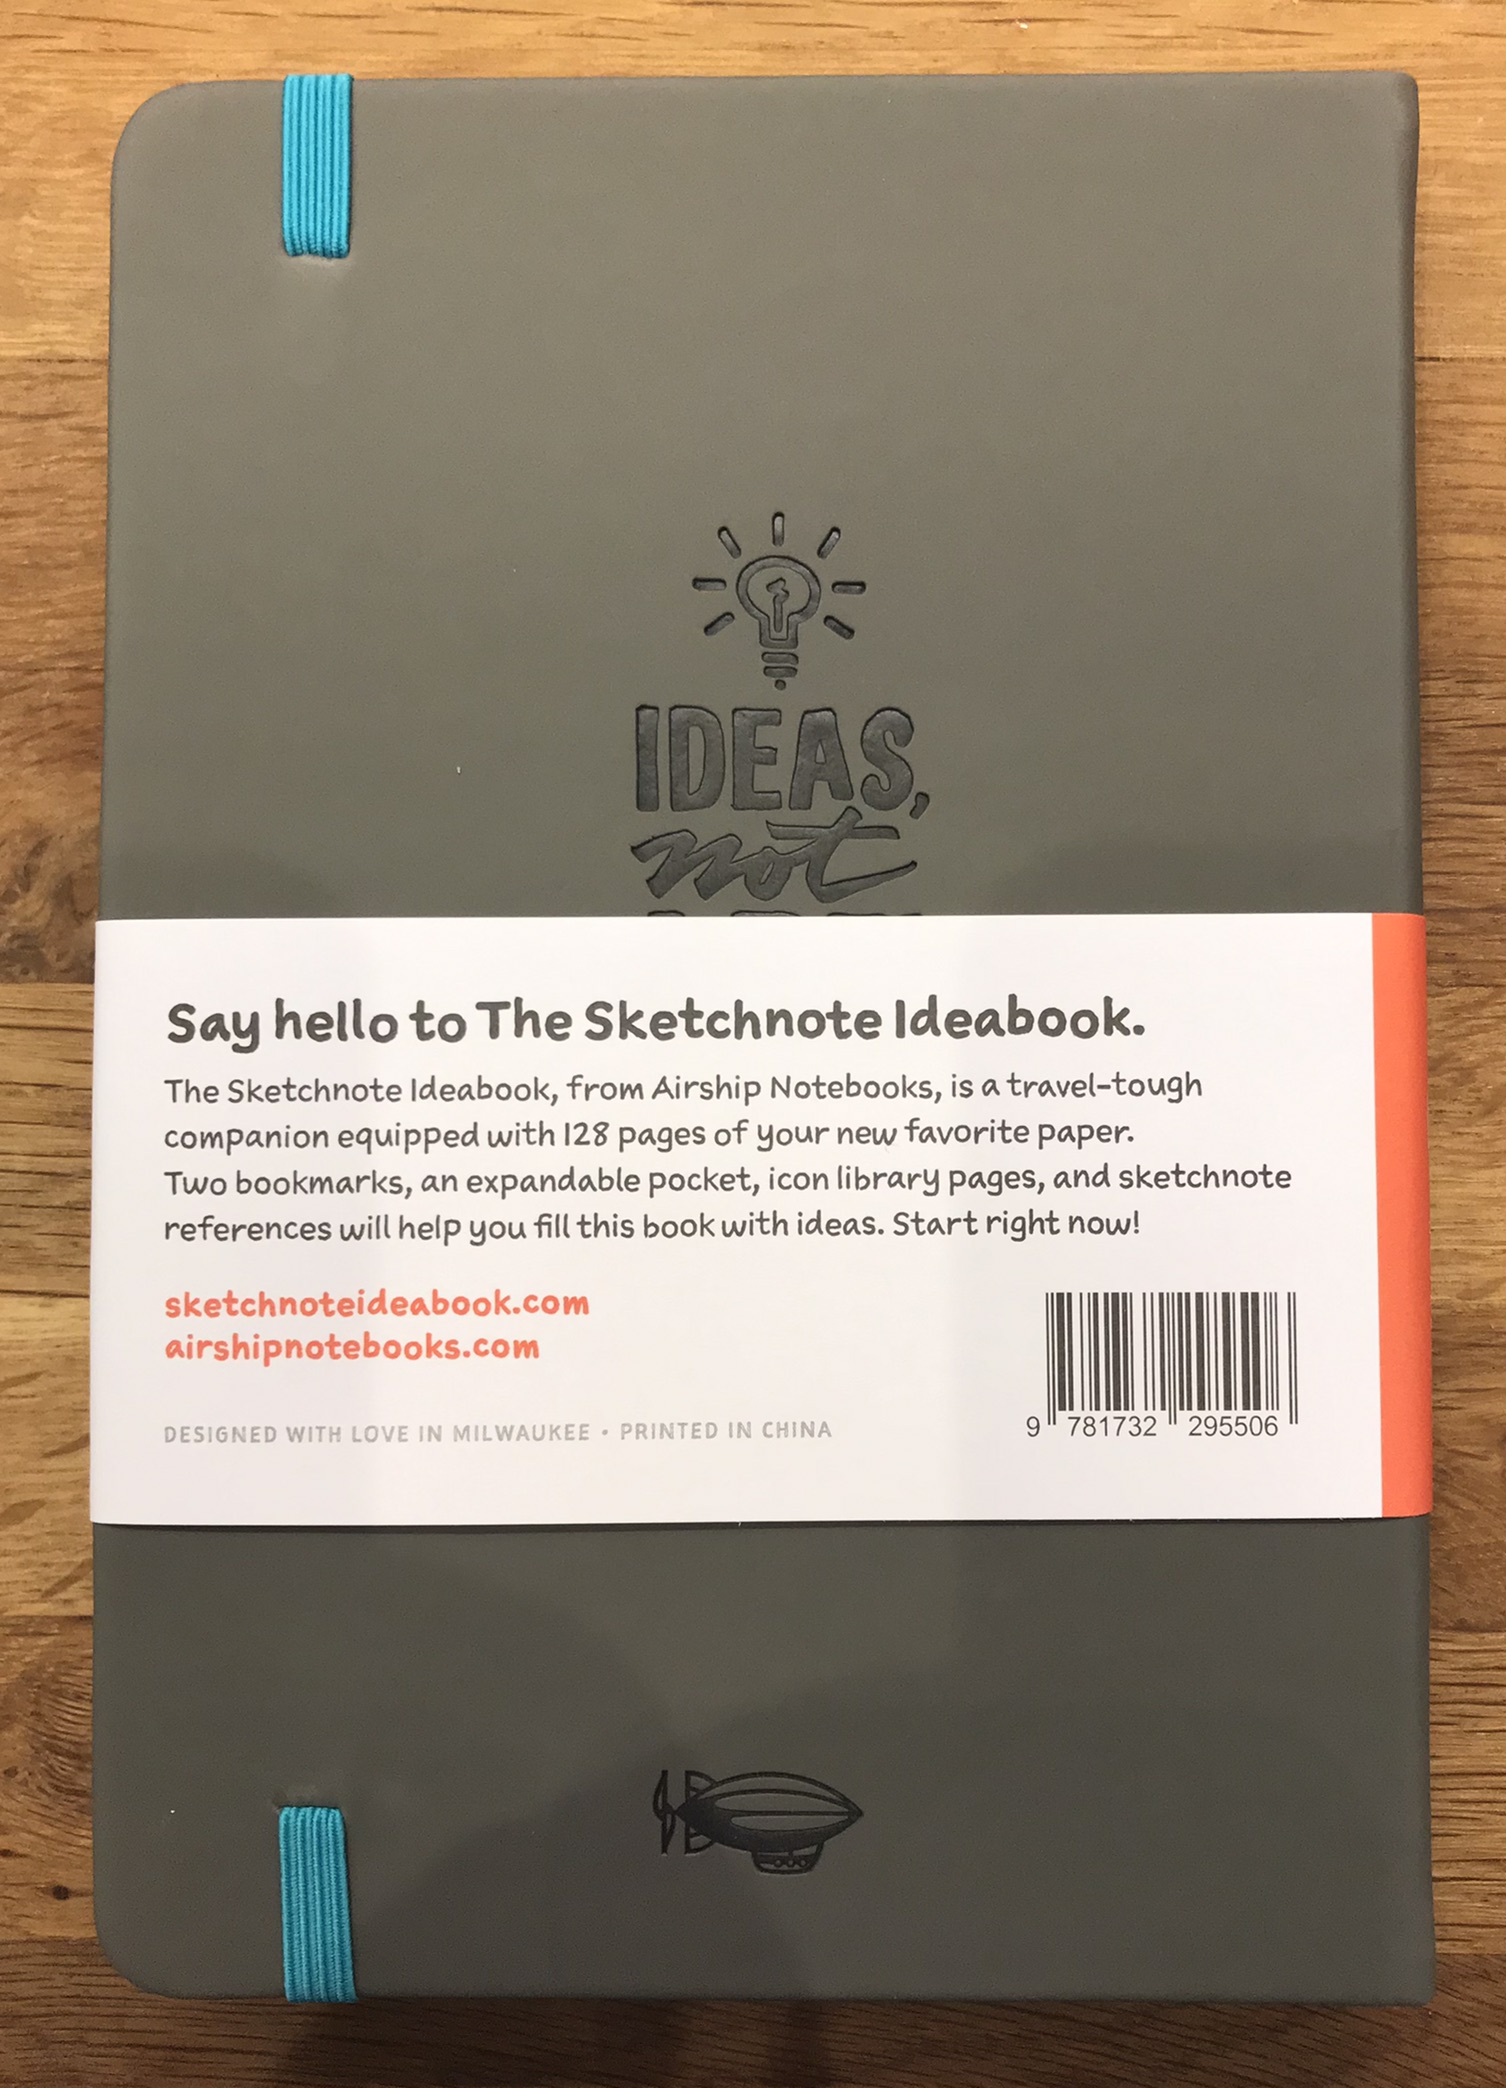 IDEAS,
not
Say hello to The Sketchnote Ideabook.
The Sketchnote Ideabook, from Airship Notebooks, is a travel-tough
companion equipped with 128 pages of your new favorite paper.
Two bookmarks, an expandable pocket, icon library pages, and sketchnote
references will help you fill this book with ideas. Start right now!
sketchnoteideabook.com
airshipnotebooks.com
DESIGNED WITH LOVE IN MILWAUKEE • PRINTED IN CHINA
9 781732 295506